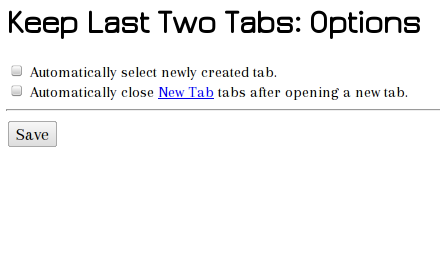 Keep Last Two Tabs: Options
Automatically select newly created tab.
Automatically close New Tab tabs after opening a new tab.
Save